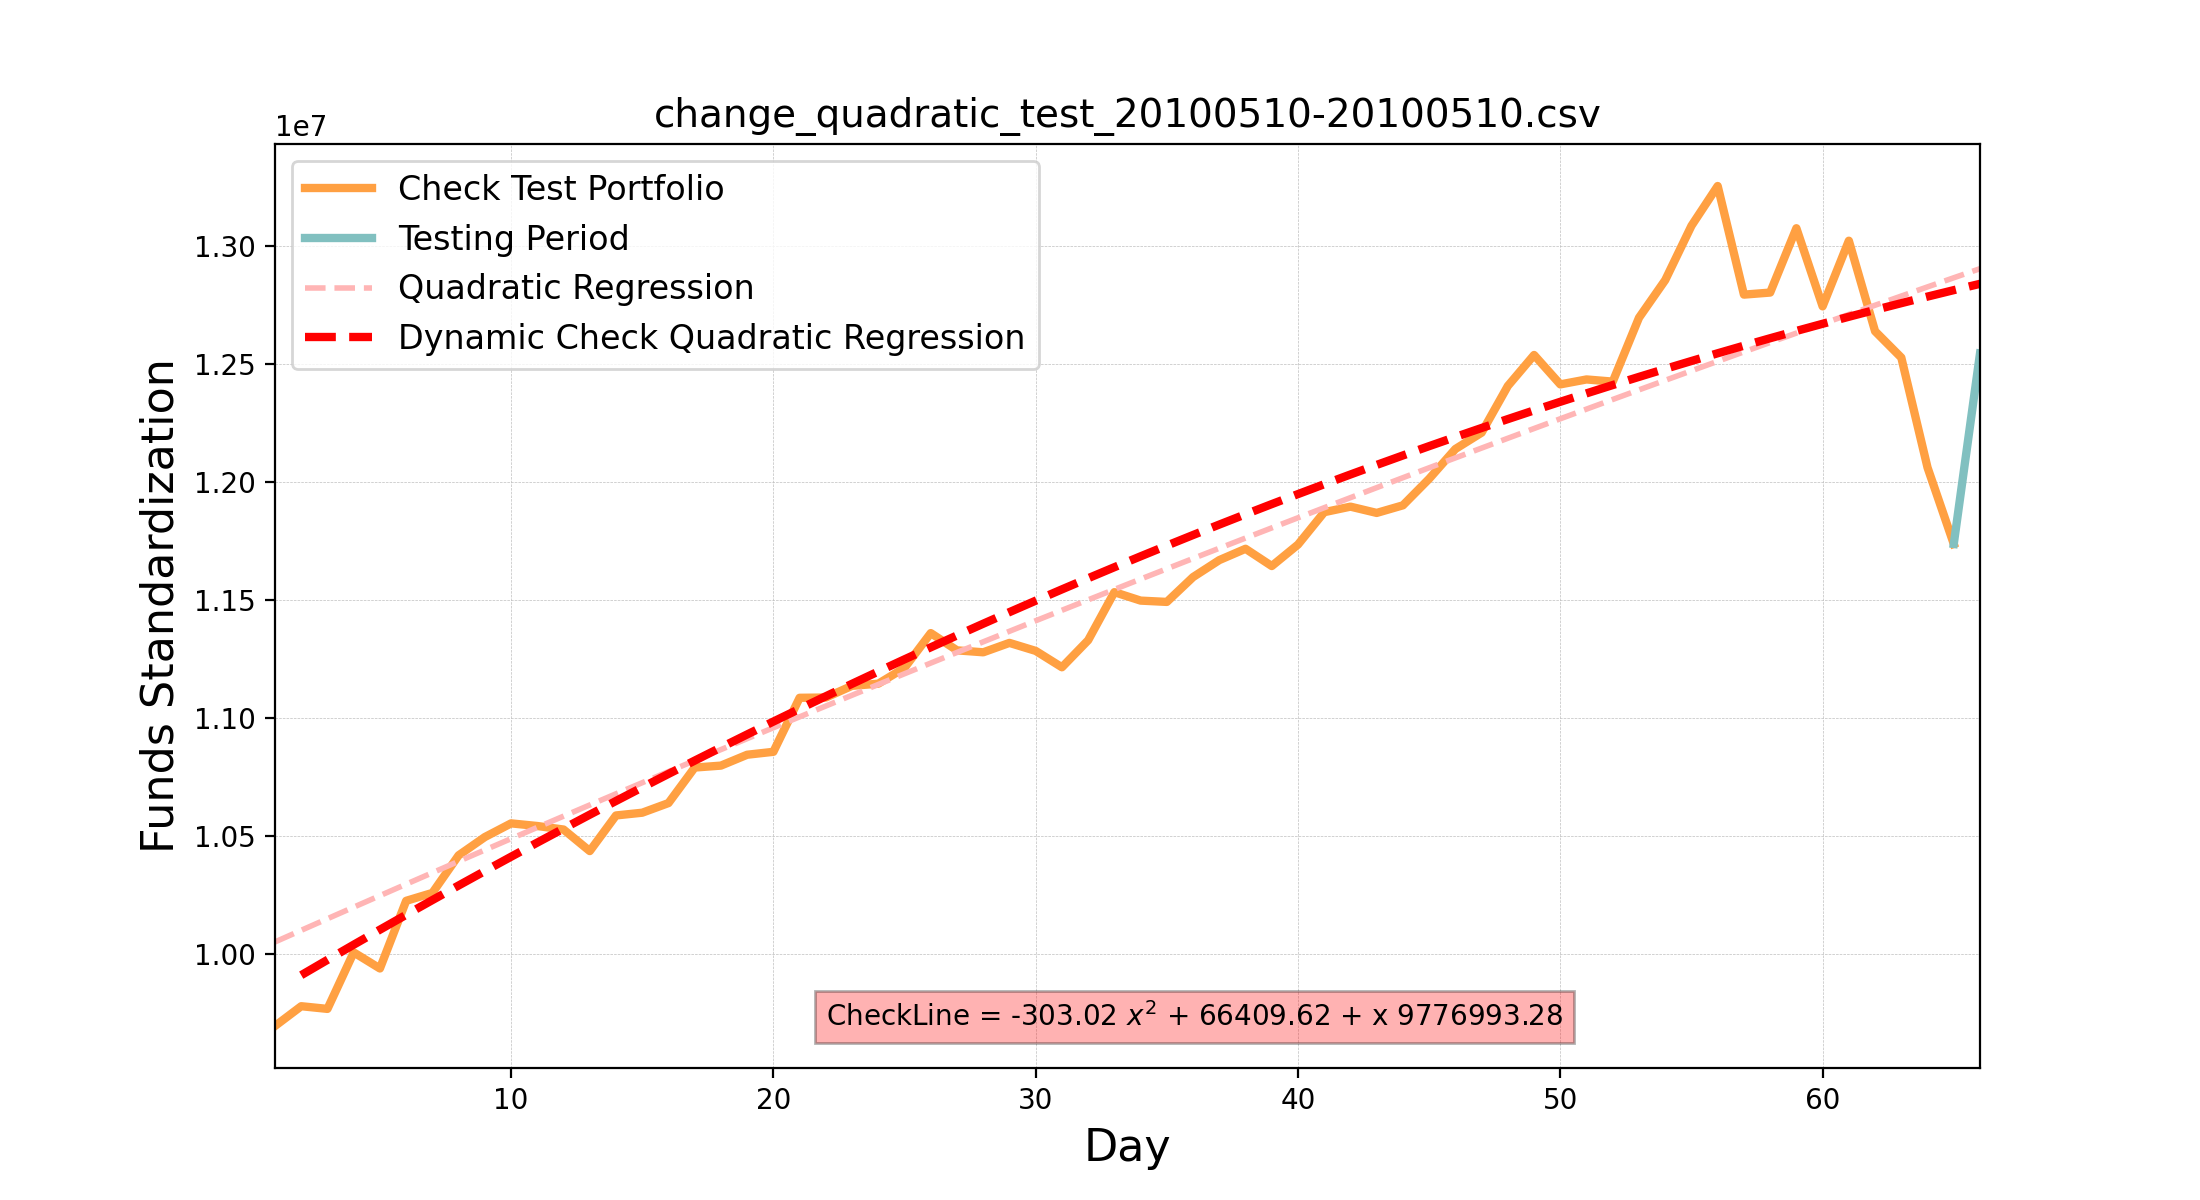 change_quadratic_test_20100510-20100510.csv
1e7
Check Test Portfolio
Testing Period
Quadratic Regression
Dynamic Check Quadratic Regression
Funds Standardization
1.30
1.25
1.20
1.15
1.10
1.05
1.00
CheckLine = -303.02 x² + 66409.62 + x 9776993.28
10 20 30 40 50 60
Day